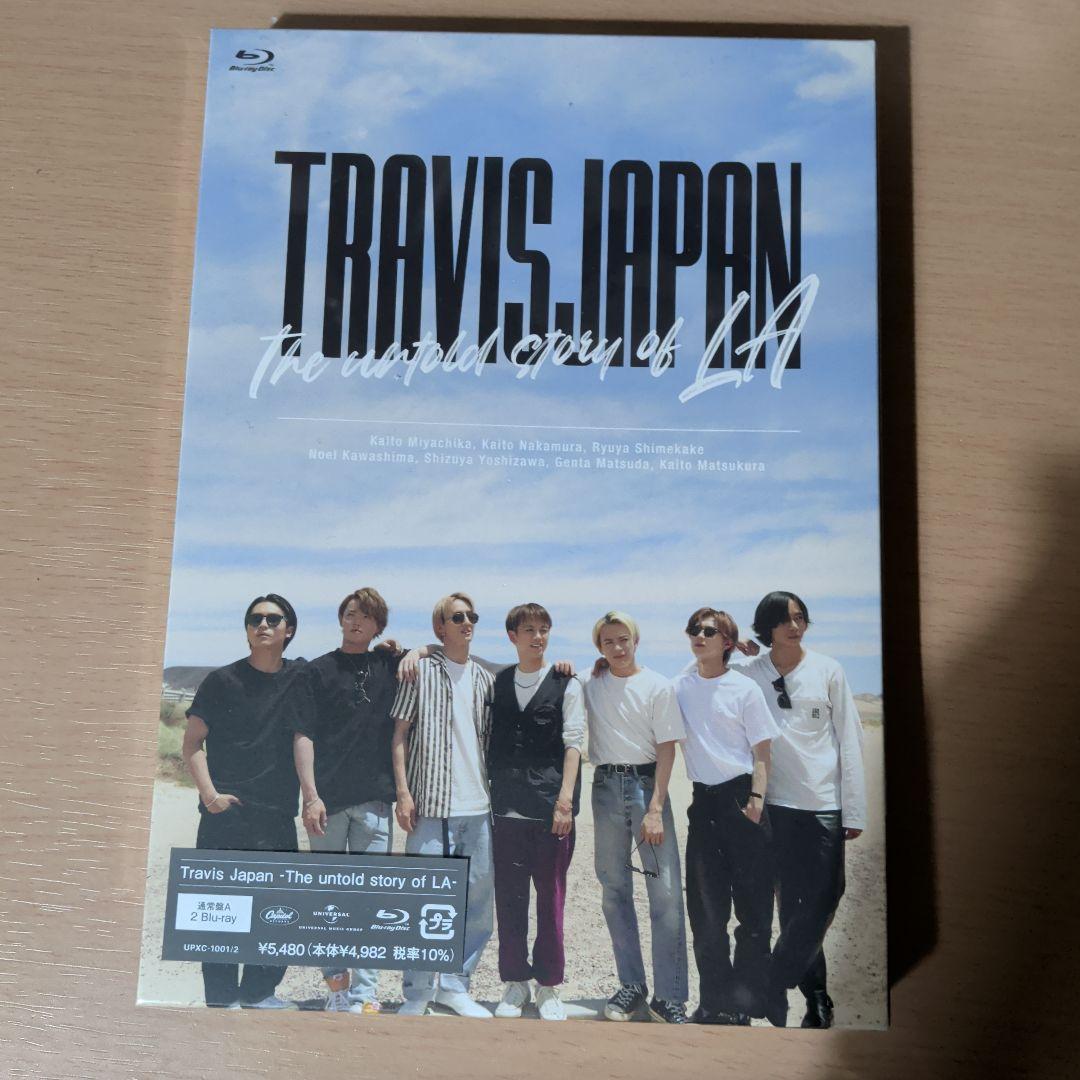 Blu-ray Disc
TRAVIS JAPAN
the untold story of LA
Kaito Miyachika, Kaito Nakamura, Ryuya Shimekake
Noel Kawashima, Shizuya Yoshizawa, Genta Matsuda, Kaito Matsukura
Travis Japan -The untold story of LA-
通常盤A
2 Blu-ray
Capitol
RECORDS
UNIVERSAL
UNIVERSAL MUSIC GROUP
Blu-ray Disc
プラ
UPXC-1001/2
¥5,480(本体¥4,982 税率10%)